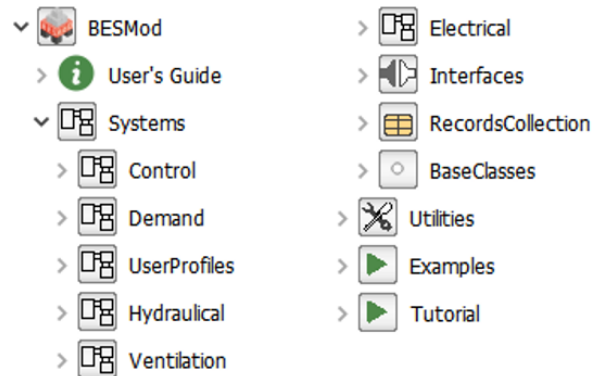 BESMod
User's Guide
Systems
Control
Demand
UserProfiles
Hydraulical
Ventilation
Electrical
Interfaces
RecordsCollection
BaseClasses
Utilities
Examples
Tutorial